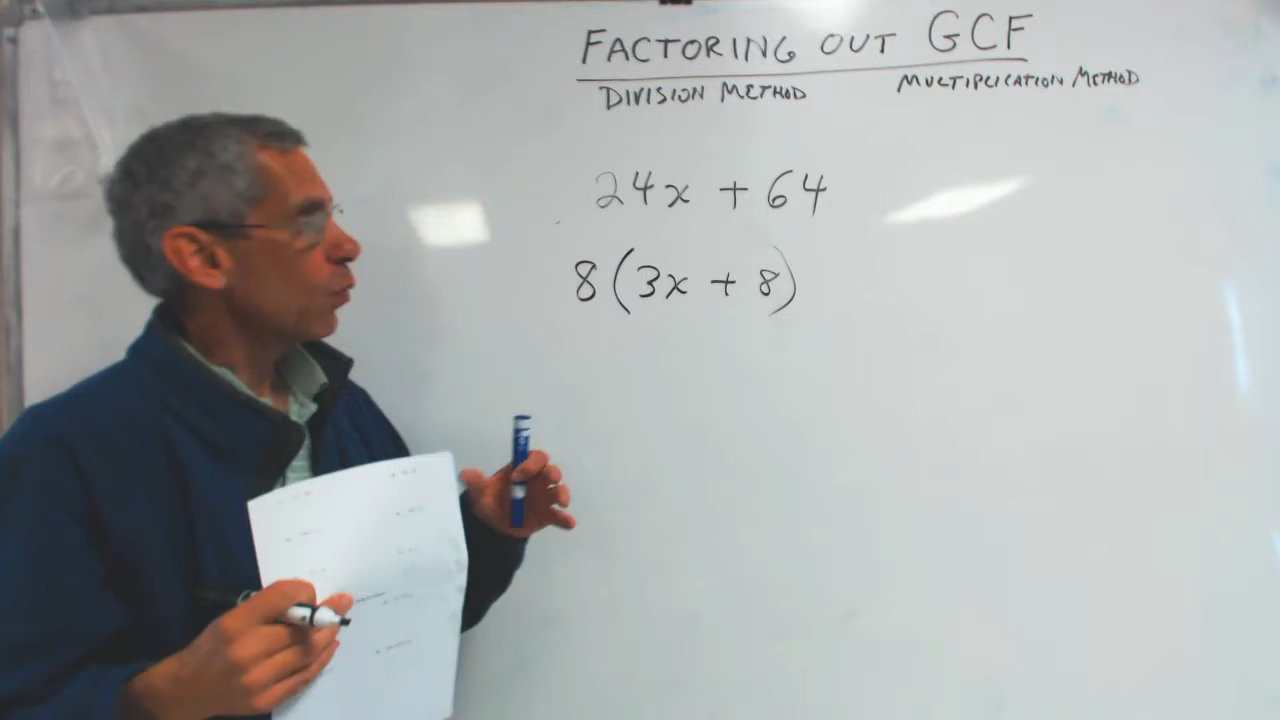 FACTORING OUT GCF
DIVISION METHOD MULTIPLICATION METHOD
24x + 64
8(3x + 8)